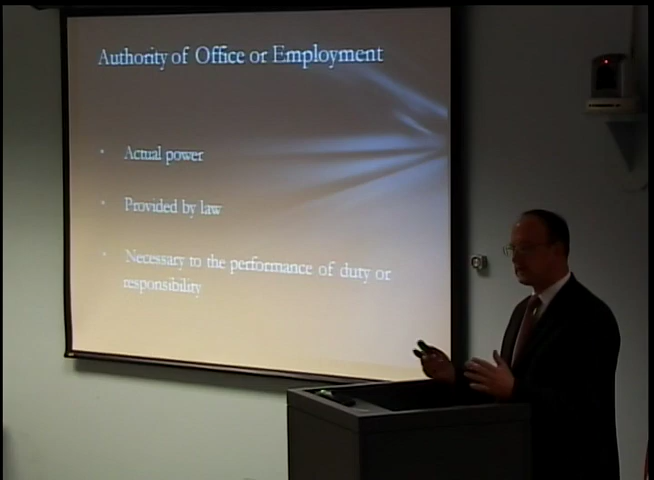 Authority of Office or Employment
Actual power
Provided by law
Necessary to the performance of duty or
responsibility